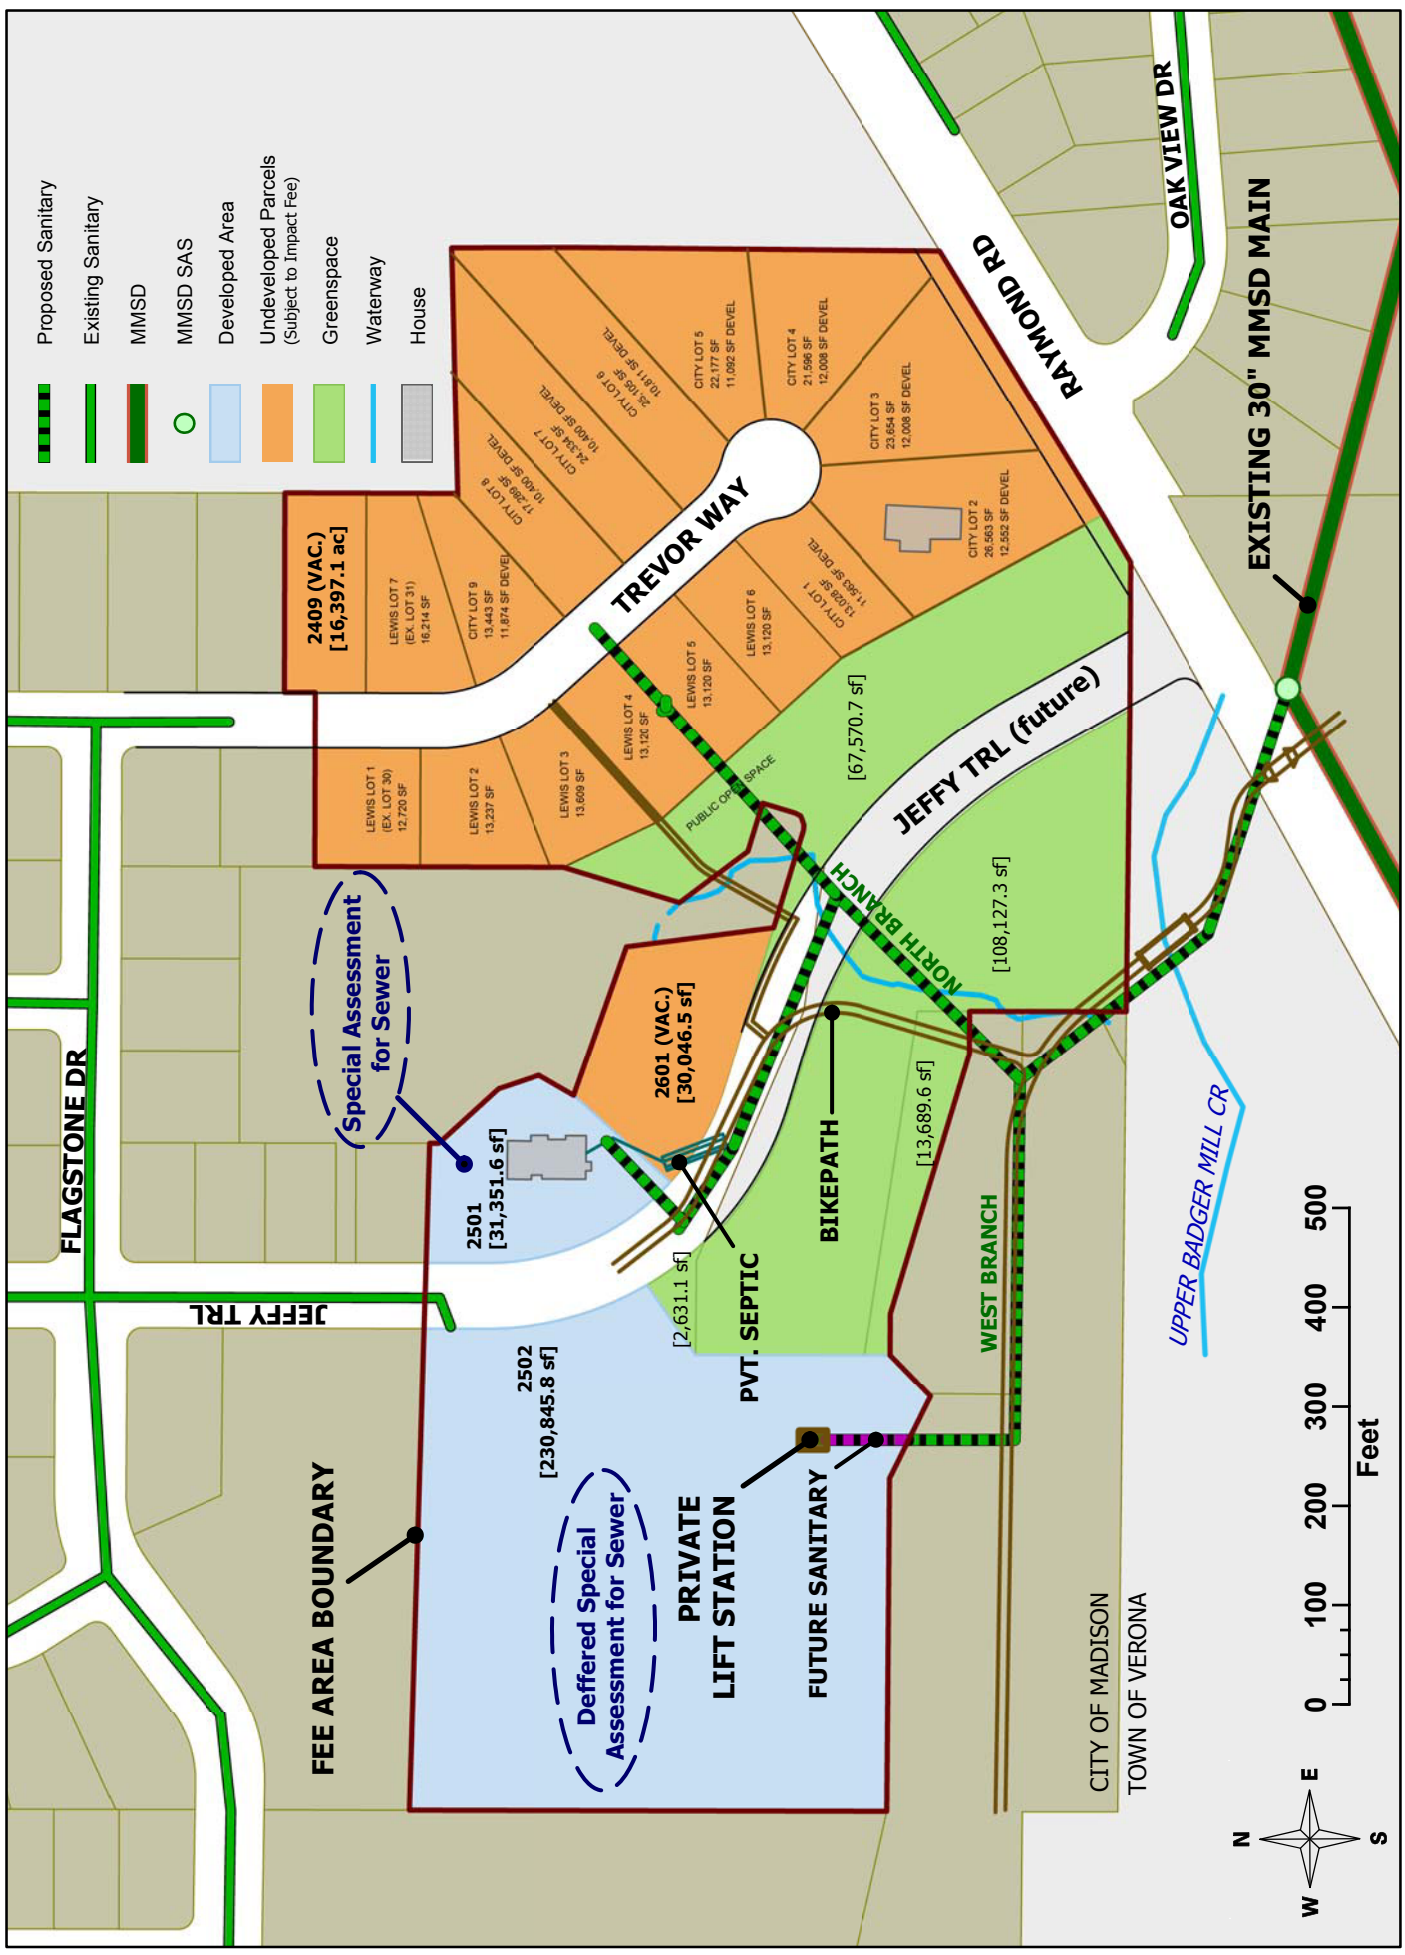 Proposed Sanitary
Existing Sanitary
MMSD
MMSD SAS
Developed Area
Undeveloped Parcels
(Subject to Impact Fee)
Greenspace
Waterway
House
FLAGSTONE DR
JEFFY TRL
FEE AREA BOUNDARY
Special Assessment
for Sewer
2501
[31,351.6 sf]
2502
[230,845.8 sf]
Deffered Special
Assessment for Sewer
PRIVATE
LIFT STATION
FUTURE SANITARY
PVT. SEPTIC
[2,631.1 sf]
BIKEPATH
[13,689.6 sf]
WEST BRANCH
NORTH BRANCH
2601 (VAC.)
[30,046.5 sf]
2409 (VAC.)
[16,397.1 ac]
LEWIS LOT 7
(EX. LOT 31)
16,214 SF
CITY LOT 9
13,443 SF
11,874 SF DEVEL
CITY LOT 8
17,289 SF
10,400 SF DEVEL
CITY LOT 7
24,334 SF
10,400 SF DEVEL
CITY LOT 6
26,106 SF
10,811 SF DEVEL
CITY LOT 5
22,177 SF
11,092 SF DEVEL
CITY LOT 4
21,596 SF
12,008 SF DEVEL
CITY LOT 3
23,654 SF
12,008 SF DEVEL
CITY LOT 2
26,563 SF
12,552 SF DEVEL
CITY LOT 1
13,028 SF
11,563 SF DEVEL
LEWIS LOT 6
13,120 SF
LEWIS LOT 5
13,120 SF
LEWIS LOT 4
13,120 SF
LEWIS LOT 3
13,609 SF
LEWIS LOT 2
13,237 SF
LEWIS LOT 1
(EX. LOT 30)
12,720 SF
TREVOR WAY
PUBLIC OPEN SPACE
[67,570.7 sf]
JEFFY TRL (future)
[108,127.3 sf]
RAYMOND RD
OAK VIEW DR
EXISTING 30" MMSD MAIN
UPPER BADGER MILL CR
CITY OF MADISON
TOWN OF VERONA
0 100 200 300 400 500
Feet
N
W E
S